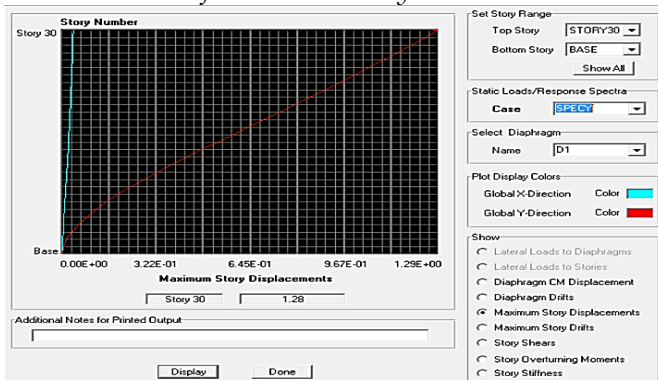 Story Number
Story 30
Base
0.00E+00 3.22E-01 6.45E-01 9.67E-01 1.29E+00
Maximum Story Displacements
Story 30 1.28
Additional Notes for Printed Output
Display Done
Set Story Range
Top Story STORY30
Bottom Story BASE
Show All
Static Loads/Response Spectra
Case SPECY
Select Diaphragm
Name D1
Plot Display Colors
Global X-Direction Color
Global Y-Direction Color
Show
Lateral Loads to Diaphragms
Lateral Loads to Stories
Diaphragm CM Displacement
Diaphragm Drifts
Maximum Story Displacements
Maximum Story Drifts
Story Shears
Story Overturning Moments
Story Stiffness